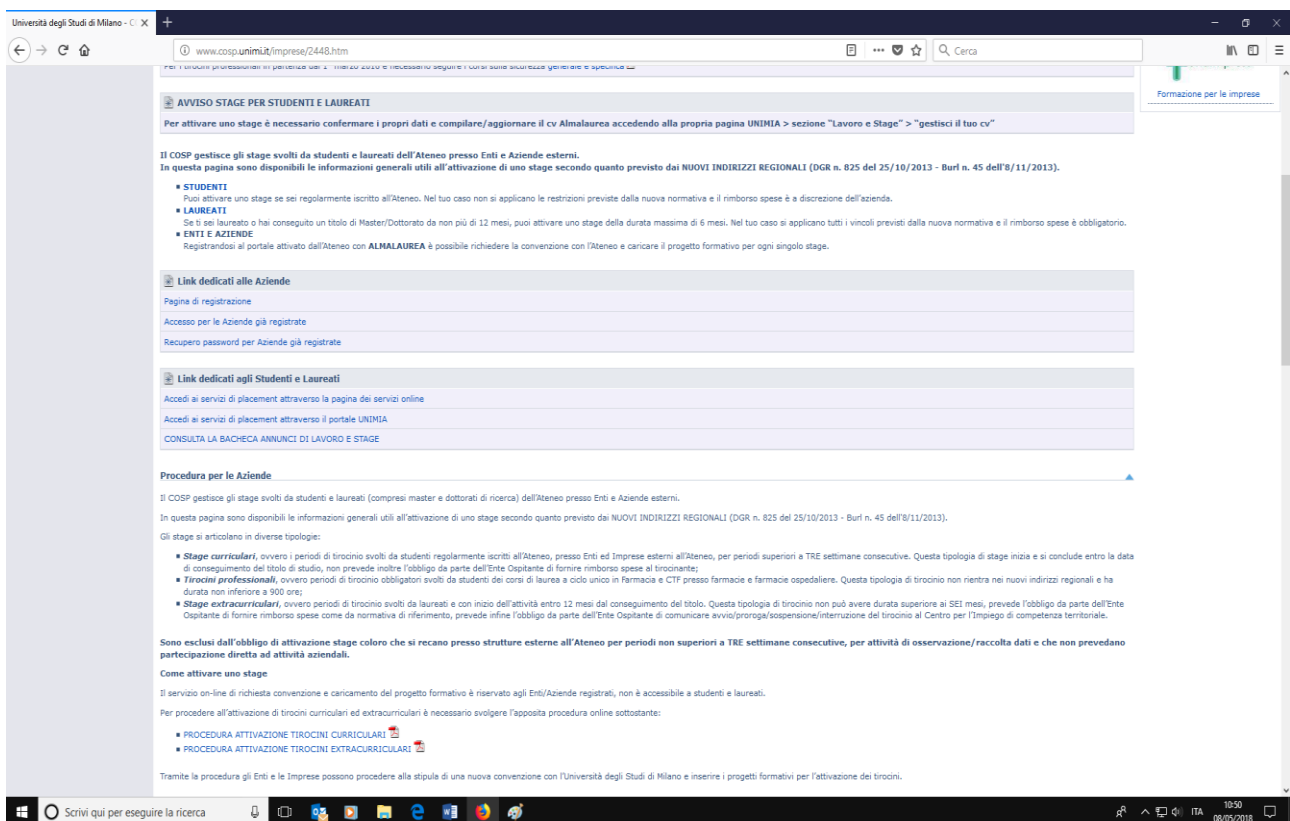 Università degli Studi di Milano - C
www.cosp.unimi.it/imprese/2448.htm
Cerca
Per i tirocini professionali in partenza dal 1° marzo 2016 è necessario seguire i corsi sulla sicurezza generale e specifica
Formazione per le imprese
AVVISO STAGE PER STUDENTI E LAUREATI
Per attivare uno stage è necessario confermare i propri dati e compilare/aggiornare il cv Almalaurea accedendo alla propria pagina UNIMIA > sezione "Lavoro e Stage" > "gestisci il tuo cv"
Il COSP gestisce gli stage svolti da studenti e laureati dell'Ateneo presso Enti e Aziende esterni.
In questa pagina sono disponibili le informazioni generali utili all'attivazione di uno stage secondo quanto previsto dai NUOVI INDIRIZZI REGIONALI (DGR n. 825 del 25/10/2013 - Burl n. 45 dell'8/11/2013).
STUDENTI
Puoi attivare uno stage se sei regolarmente iscritto all'Ateneo. Nel tuo caso non si applicano le restrizioni previste dalla nuova normativa e il rimborso spese è a discrezione dell'azienda.
LAUREATI
Se ti sei laureato o hai conseguito un titolo di Master/Dottorato da non più di 12 mesi, puoi attivare uno stage della durata massima di 6 mesi. Nel tuo caso si applicano tutti i vincoli previsti dalla nuova normativa e il rimborso spese è obbligatorio.
ENTI E AZIENDE
Registrandosi al portale attivato dall'Ateneo con ALMALAUREA è possibile richiedere la convenzione con l'Ateneo e caricare il progetto formativo per ogni singolo stage.
Link dedicati alle Aziende
Pagina di registrazione
Accesso per le Aziende già registrate
Recupero password per Aziende già registrate
Link dedicati agli Studenti e Laureati
Accedi ai servizi di placement attraverso la pagina dei servizi online
Accedi ai servizi di placement attraverso il portale UNIMIA
CONSULTA LA BACHECA ANNUNCI DI LAVORO E STAGE
Procedura per le Aziende
Il COSP gestisce gli stage svolti da studenti e laureati (compresi master e dottorati di ricerca) dell'Ateneo presso Enti e Aziende esterni.
In questa pagina sono disponibili le informazioni generali utili all'attivazione di uno stage secondo quanto previsto dai NUOVI INDIRIZZI REGIONALI (DGR n. 825 del 25/10/2013 - Burl n. 45 dell'8/11/2013).
Gli stage si articolano in diverse tipologie:
Stage curriculari, ovvero i periodi di tirocinio svolti da studenti regolarmente iscritti all'Ateneo, presso Enti ed Imprese esterni all'Ateneo, per periodi superiori a TRE settimane consecutive. Questa tipologia di stage inizia e si conclude entro la data
di conseguimento del titolo di studio, non prevede inoltre l'obbligo da parte dell'Ente Ospitante di fornire rimborso spese al tirocinante;
Tirocini professionali, ovvero periodi di tirocinio obbligatori svolti da studenti dei corsi di laurea a ciclo unico in Farmacia e CTF presso farmacie e farmacie ospedaliere. Questa tipologia di tirocinio non rientra nei nuovi indirizzi regionali e ha
durata non inferiore a 900 ore;
Stage extracurriculari, ovvero periodi di tirocinio svolti da laureati e con inizio dell'attività entro 12 mesi dal conseguimento del titolo. Questa tipologia di tirocinio non può avere durata superiore ai SEI mesi, prevede l'obbligo da parte dell'Ente
Ospitante di fornire rimborso spese come da normativa di riferimento, prevede infine l'obbligo da parte dell'Ente Ospitante di comunicare avvio/proroga/sospensione/interruzione del tirocinio al Centro per l'Impiego di competenza territoriale.
Sono esclusi dall'obbligo di attivazione stage coloro che si recano presso strutture esterne all'Ateneo per periodi non superiori a TRE settimane consecutive, per attività di osservazione/raccolta dati e che non prevedano
partecipazione diretta ad attività aziendali.
Come attivare uno stage
Il servizio on-line di richiesta convenzione e caricamento del progetto formativo è riservato agli Enti/Aziende registrati, non è accessibile a studenti e laureati.
Per procedere all'attivazione di tirocini curriculari ed extracurriculari è necessario svolgere l'apposita procedura online sottostante:
PROCEDURA ATTIVAZIONE TIROCINI CURRICULARI
PROCEDURA ATTIVAZIONE TIROCINI EXTRACURRICULARI
Tramite la procedura gli Enti e le Imprese possono procedere alla stipula di una nuova convenzione con l'Università degli Studi di Milano e inserire i progetti formativi per l'attivazione dei tirocini.
Scrivi qui per eseguire la ricerca
ITA
10:50
08/05/2018